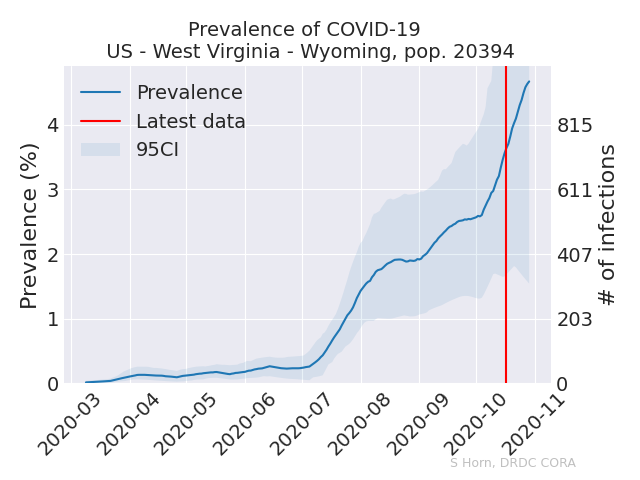 Prevalence of COVID-19
US - West Virginia - Wyoming, pop. 20394
Prevalence
Latest data
95CI
Prevalence (%)
4
3
2
1
0
815
611
407
203
0
# of infections
2020-03
2020-04
2020-05
2020-06
2020-07
2020-08
2020-09
2020-10
2020-11
S Horn, DRDC CORA